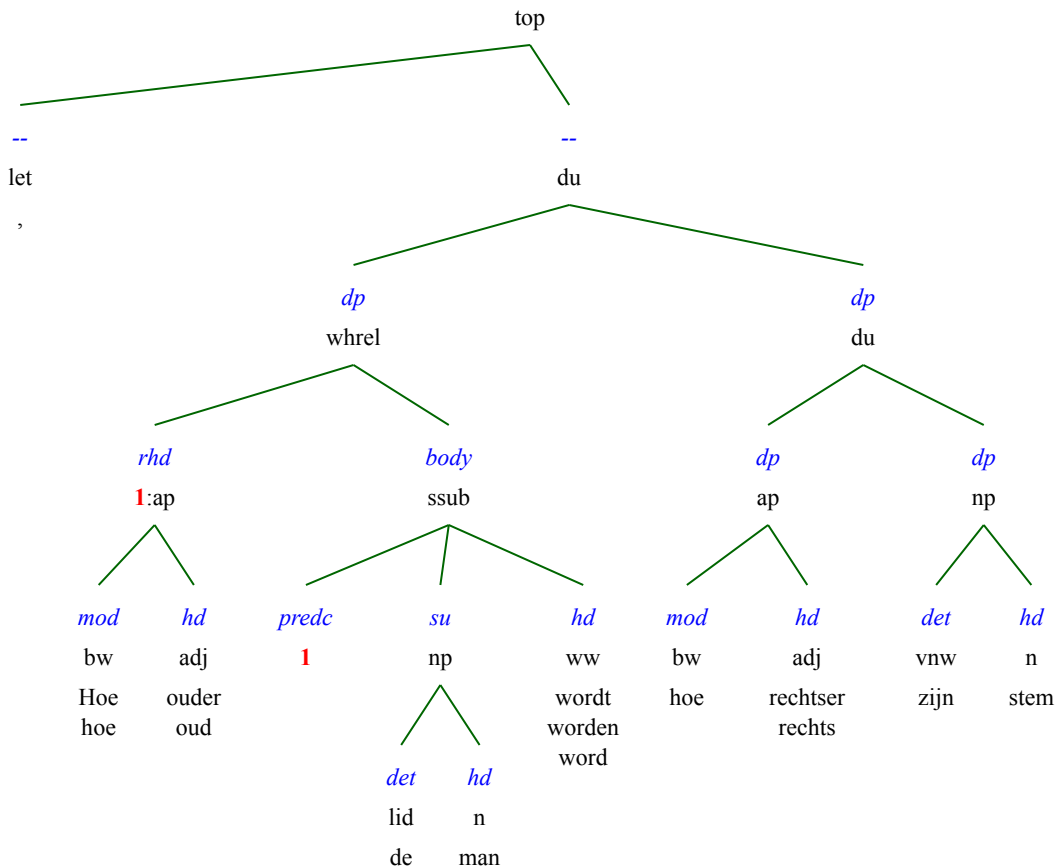 top
-- --
let du
,
dp dp
whrel du
rhd body dp dp
1:ap ssub ap np
mod hd predc su hd mod hd det hd
bw adj 1 np ww bw adj vnw n
Hoe ouder wordt hoe rechtser zijn stem
hoe oud worden rechts
word
det hd
lid n
de man